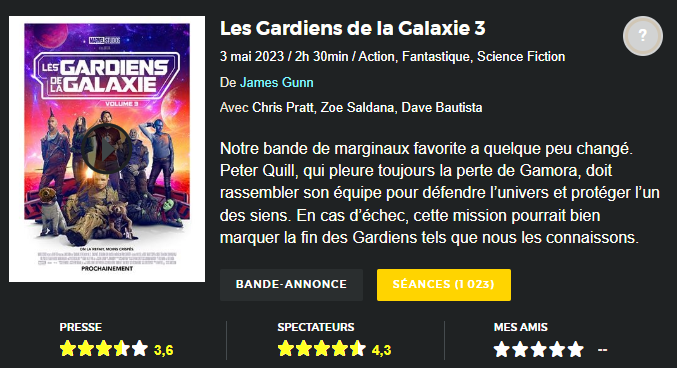 Les Gardiens de la Galaxie 3
?
3 mai 2023 / 2h 30min / Action, Fantastique, Science Fiction
De James Gunn
Avec Chris Pratt, Zoe Saldana, Dave Bautista
Notre bande de marginaux favorite a quelque peu changé.
Peter Quill, qui pleure toujours la perte de Gamora, doit
rassembler son équipe pour défendre l'univers et protéger l'un
des siens. En cas d'échec, cette mission pourrait bien
marquer la fin des Gardiens tels que nous les connaissons.
BANDE-ANNONCE
SÉANCES (1 023)
MARVEL STUDIOS
LES GARDIENS
DE LA GALAXIE
VOLUME 3
ON LA REFAIT. MOINS CRISPÉS.
PROCHAINEMENT
PRESSE
3,6
SPECTATEURS
4,3
MES AMIS
--